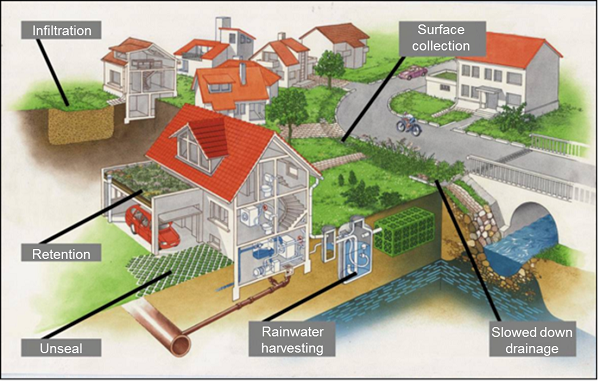 Infiltration
Surface
collection
Retention
Unseal
Rainwater
harvesting
Slowed down
drainage